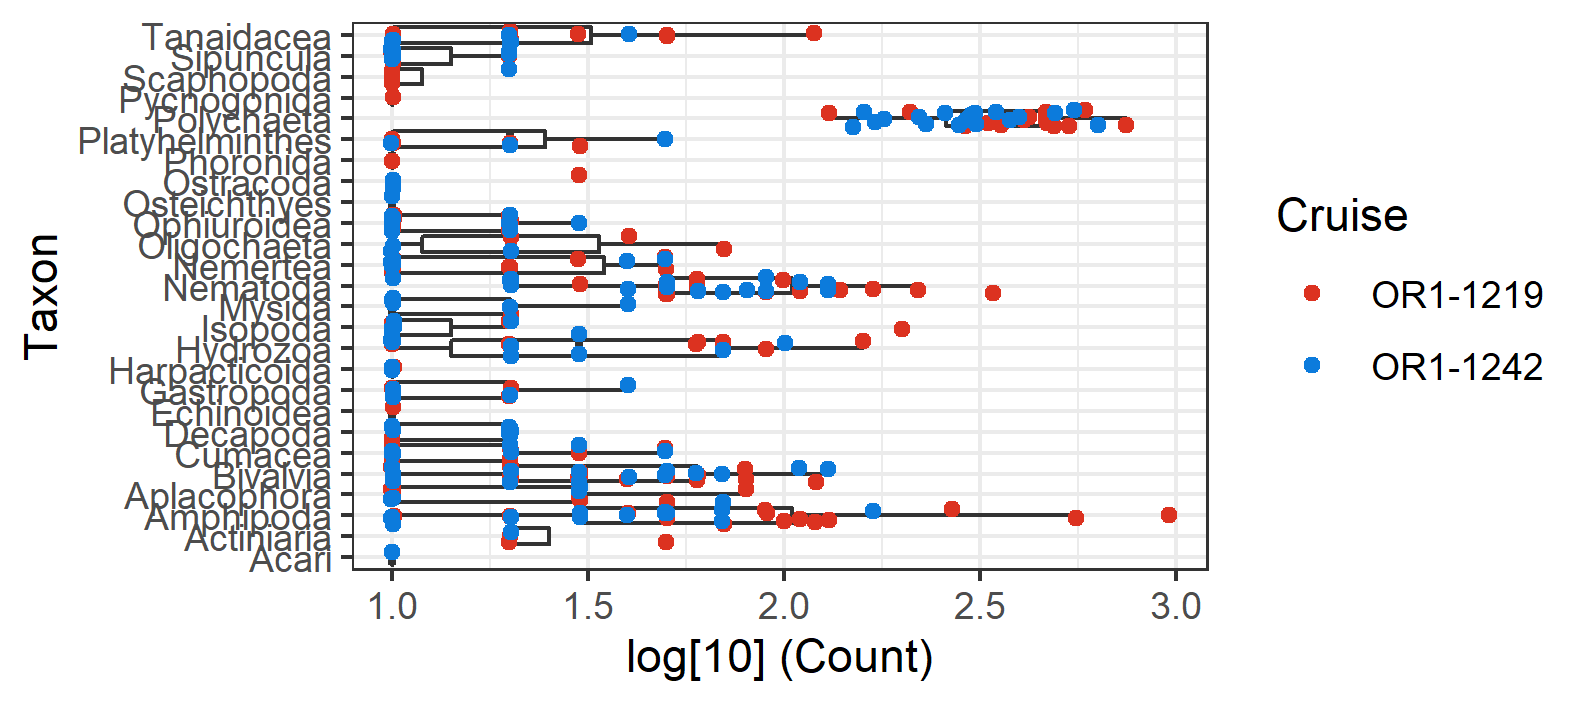 Taxon
Tanaidacea
Sipuncula
Scaphopoda
Pycnogonida
Polychaeta
Platyhelminthes
Phoronida
Ostracoda
Osteichthyes
Ophiuroidea
Oligochaeta
Nemertea
Nematoda
Mysida
Isopoda
Hydrozoa
Harpacticoida
Gastropoda
Echinoidea
Decapoda
Cumacea
Bivalvia
Aplacophora
Amphipoda
Actiniaria
Acari
1.0 1.5 2.0 2.5 3.0
log[10] (Count)
Cruise
OR1-1219
OR1-1242